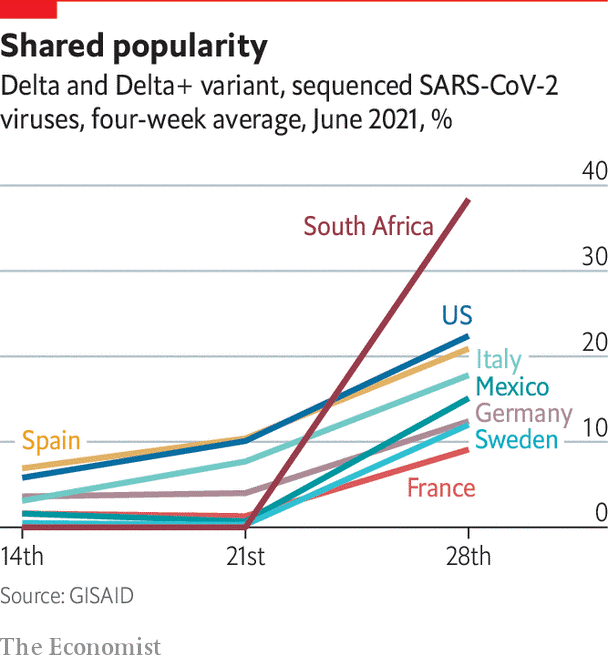 Shared popularity
Delta and Delta+ variant, sequenced SARS-CoV-2
viruses, four-week average, June 2021, %
40
South Africa
30
US
20
Italy
Mexico
Germany
Spain
10
Sweden
France
0
14th
21st
28th
Source: GISAID
The Economist